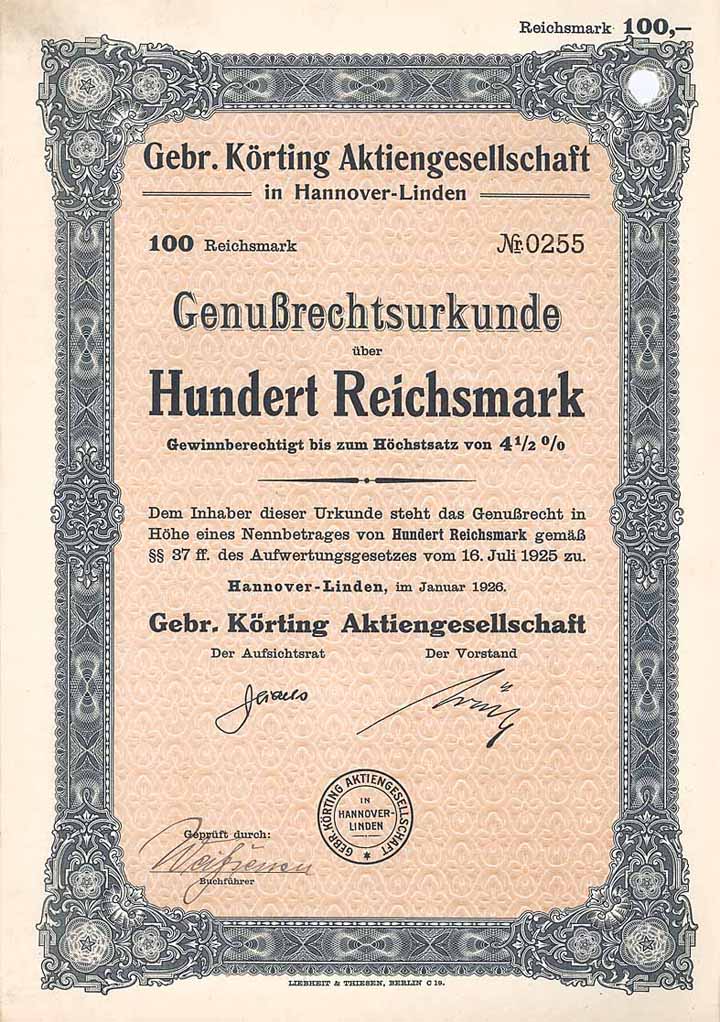 Reichsmark 100,–
Gebr. Körting Aktiengesellschaft
in Hannover-Linden
100 Reichsmark
Nr. 0255
Genußrechtsurkunde
über
Hundert Reichsmark
Gewinnberechtigt bis zum Höchstsatz von 4 1/2 %
Dem Inhaber dieser Urkunde steht das Genußrecht in
Höhe eines Nennbetrages von Hundert Reichsmark gemäß
§§ 37 ff. des Aufwertungsgesetzes vom 16. Juli 1925 zu.
Hannover-Linden, im Januar 1926.
Gebr. Körting Aktiengesellschaft
Der Aufsichtsrat
Der Vorstand
GEBR. KÖRTING AKTIENGESELLSCHAFT
IN
HANNOVER-
LINDEN
Geprüft durch:
Buchführer
LIEBHEIT & THIESEN, BERLIN C 19.